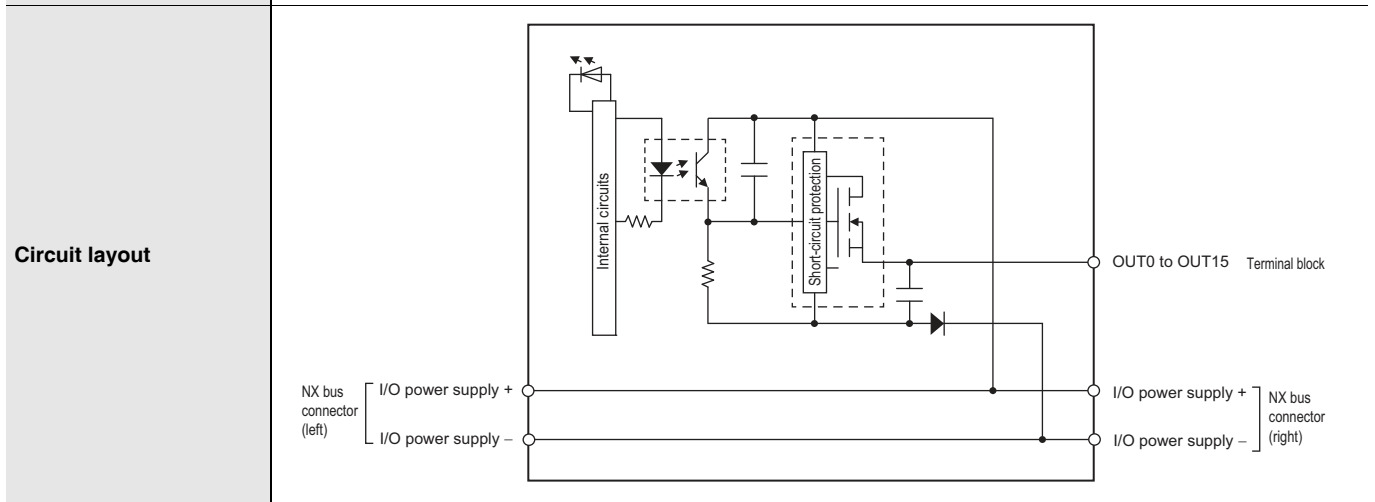 Circuit layout
Internal circuits
Short-circuit protection
OUT0 to OUT15 Terminal block
NX bus
connector
(left)
I/O power supply +
I/O power supply –
I/O power supply +
I/O power supply –
NX bus
connector
(right)